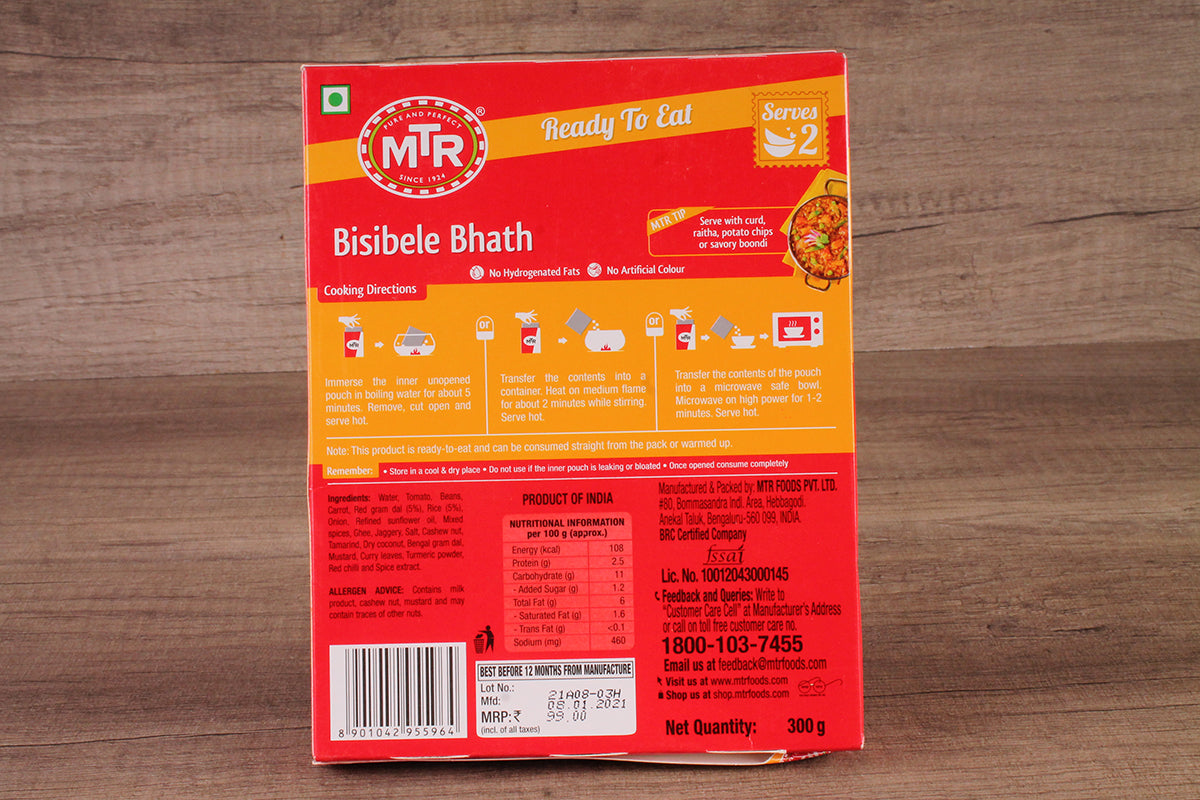 PURE AND PERFECT
MTR
®
SINCE 1924
Ready To Eat
Serves
2
Bisibele Bhath
MTR TIP
Serve with curd,
raitha, potato chips
or savory boondi
No Hydrogenated Fats No Artificial Colour
Cooking Directions
MTR
or
MTR
or
MTR
Immerse the inner unopened
pouch in boiling water for about 5
minutes. Remove, cut open and
serve hot.
Transfer the contents into a
container. Heat on medium flame
for about 2 minutes while stirring.
Serve hot.
Transfer the contents of the pouch
into a microwave safe bowl.
Microwave on high power for 1-2
minutes. Serve hot.
Note: This product is ready-to-eat and can be consumed straight from the pack or warmed up.
Remember: • Store in a cool & dry place • Do not use if the inner pouch is leaking or bloated • Once opened consume completely
Ingredients: Water, Tomato, Beans,
Carrot, Red gram dal (5%), Rice (5%),
Onion, Refined sunflower oil, Mixed
spices, Ghee, Jaggery, Salt, Cashew nut,
Tamarind, Dry coconut, Bengal gram dal,
Mustard, Curry leaves, Turmeric powder,
Red chilli and Spice extract.
ALLERGEN ADVICE: Contains milk
product, cashew nut, mustard and may
contain traces of other nuts.
8 901042 955964
PRODUCT OF INDIA
NUTRITIONAL INFORMATION
per 100 g (approx.)
Energy (kcal) 108
Protein (g) 2.5
Carbohydrate (g) 11
- Added Sugar (g) 1.2
Total Fat (g) 6
- Saturated Fat (g) 1.6
- Trans Fat (g) <0.1
Sodium (mg) 460
BEST BEFORE 12 MONTHS FROM MANUFACTURE
Lot No.: 21A08-03H
Mfd: 08.01.2021
MRP:₹ 99.00
(incl. of all taxes)
Manufactured & Packed by: MTR FOODS PVT. LTD.
#80, Bommasandra Indl. Area, Hebbagodi.
Anekal Taluk, Bengaluru-560 099, INDIA.
BRC Certified Company
fssai
Lic. No. 10012043000145
Feedback and Queries: Write to
"Customer Care Cell" at Manufacturer's Address
or call on toll free customer care no.
1800-103-7455
Email us at feedback@mtrfoods.com
Visit us at www.mtrfoods.com
Shop us at shop.mtrfoods.com
Net Quantity: 300 g